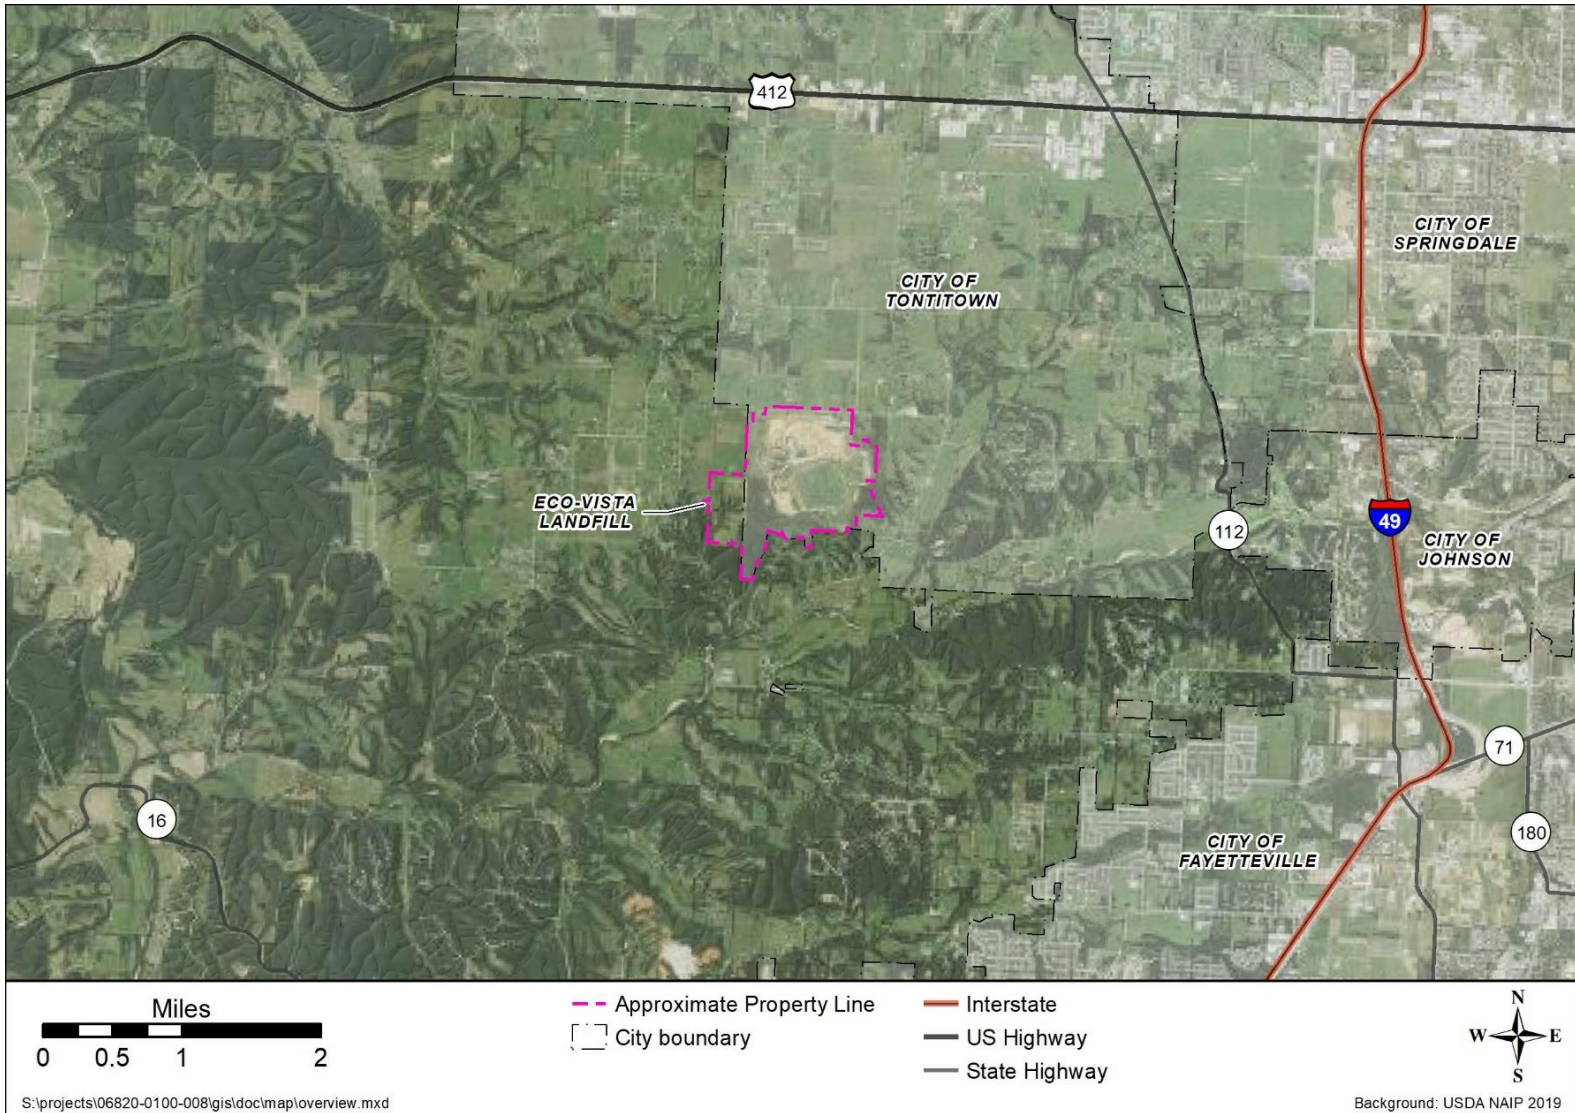 412
CITY OF
SPRINGDALE
CITY OF
TONTITOWN
ECO-VISTA
LANDFILL
112
49
CITY OF
JOHNSON
71
16
180
CITY OF
FAYETTEVILLE
Miles
0 0.5 1 2
Approximate Property Line
City boundary
Interstate
US Highway
State Highway
N
W E
S
S:\projects\06820-0100-008\gis\doc\map\overview.mxd
Background: USDA NAIP 2019